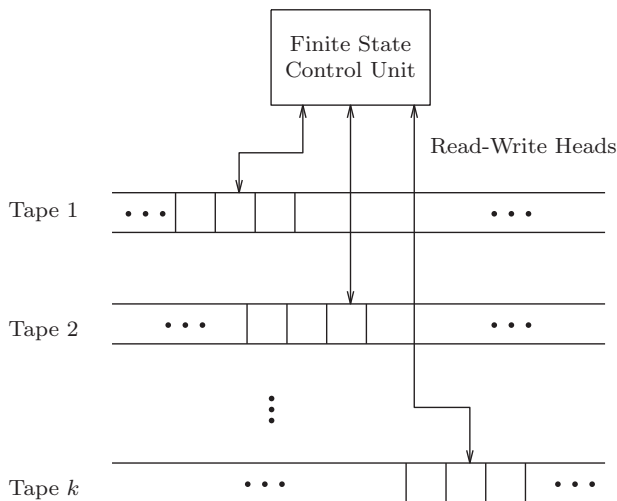 Finite State
Control Unit
Read-Write Heads
Tape 1
Tape 2
Tape k